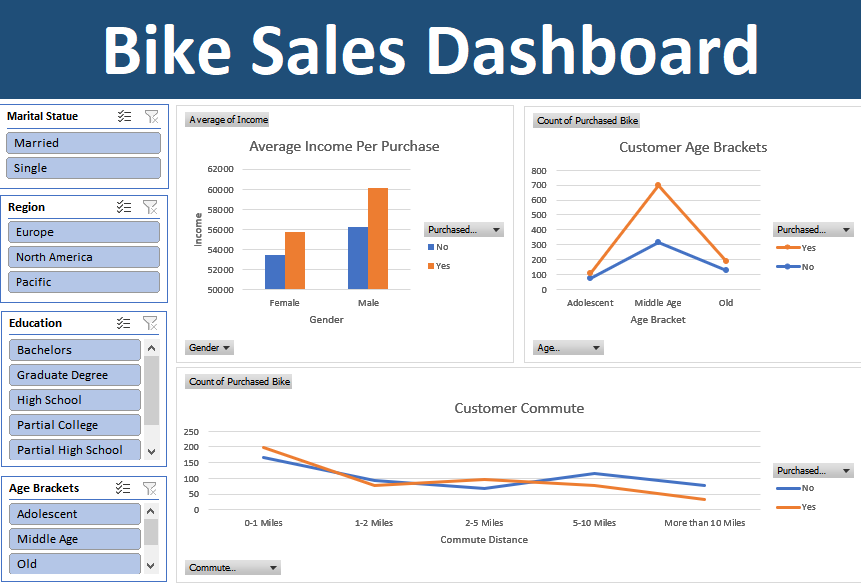 Bike Sales Dashboard
Marital Statue
Married
Single
Region
Europe
North America
Pacific
Education
Bachelors
Graduate Degree
High School
Partial College
Partial High School
Age Brackets
Adolescent
Middle Age
Old
Average of Income
Average Income Per Purchase
62000
60000
58000
56000
54000
52000
50000
Income
Female
Male
Gender
Purchased...
No
Yes
Gender
Count of Purchased Bike
Customer Age Brackets
800
700
600
500
400
300
200
100
0
Adolescent
Middle Age
Old
Age Bracket
Purchased...
Yes
No
Age...
Count of Purchased Bike
Customer Commute
250
200
150
100
50
0
0-1 Miles
1-2 Miles
2-5 Miles
5-10 Miles
More than 10 Miles
Commute Distance
Purchased...
No
Yes
Commute...